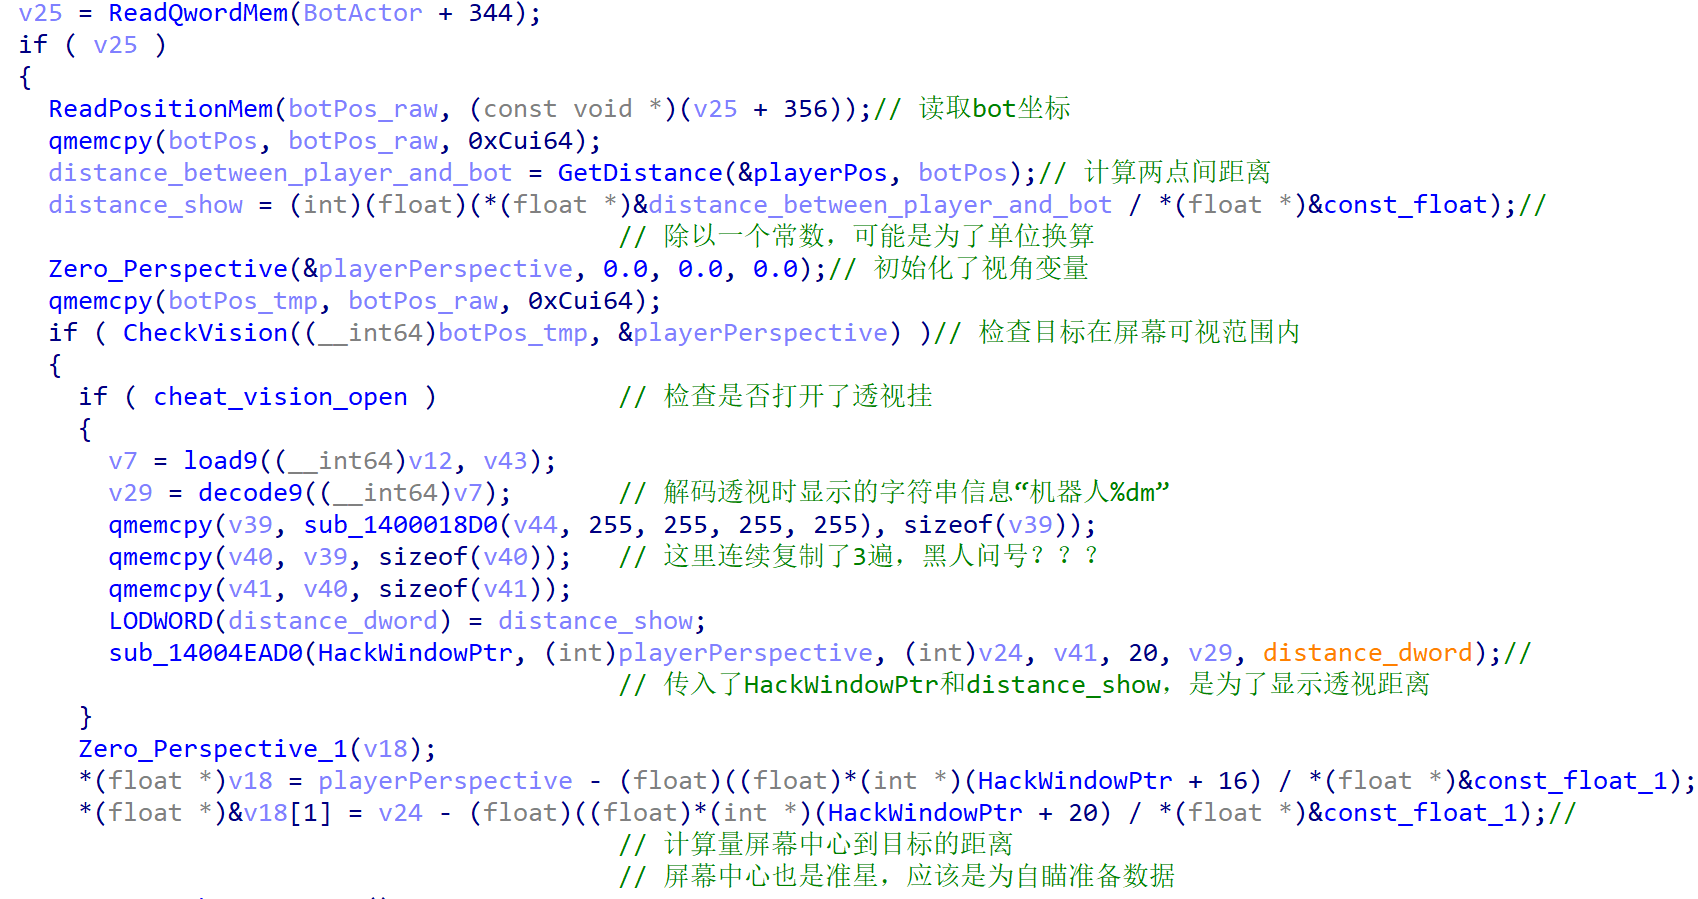 v25 = ReadQwordMem(BotActor + 344);
if ( v25 )
{
ReadPositionMem(botPos_raw, (const void *)(v25 + 356));// 读取bot坐标
qmemcpy(botPos, botPos_raw, 0xCui64);
distance_between_player_and_bot = GetDistance(&playerPos, botPos);// 计算两点间距离
distance_show = (int)(float)(*(float *)&distance_between_player_and_bot / *(float *)&const_float);//
// 除以一个常数，可能是为了单位换算
Zero_Perspective(&playerPerspective, 0.0, 0.0, 0.0);// 初始化了视角变量
qmemcpy(botPos_tmp, botPos_raw, 0xCui64);
if ( CheckVision((__int64)botPos_tmp, &playerPerspective) )// 检查目标在屏幕可视范围内
{
if ( cheat_vision_open ) // 检查是否打开了透视挂
{
v7 = load9((__int64)v12, v43);
v29 = decode9((__int64)v7); // 解码透视时显示的字符串信息“机器人%dm”
qmemcpy(v39, sub_1400018D0(v44, 255, 255, 255, 255), sizeof(v39));
qmemcpy(v40, v39, sizeof(v40)); // 这里连续复制了3遍，黑人问号？？？
qmemcpy(v41, v40, sizeof(v41));
LODWORD(distance_dword) = distance_show;
sub_14004EAD0(HackWindowPtr, (int)playerPerspective, (int)v24, v41, 20, v29, distance_dword);//
// 传入了HackWindowPtr和distance_show，是为了显示透视距离
}
Zero_Perspective_1(v18);
*(float *)v18 = playerPerspective - (float)((float)*(int *)(HackWindowPtr + 16) / *(float *)&const_float_1);
*(float *)&v18[1] = v24 - (float)((float)*(int *)(HackWindowPtr + 20) / *(float *)&const_float_1);//
// 计算量屏幕中心到目标的距离
// 屏幕中心也是准星，应该是为自瞄准备数据